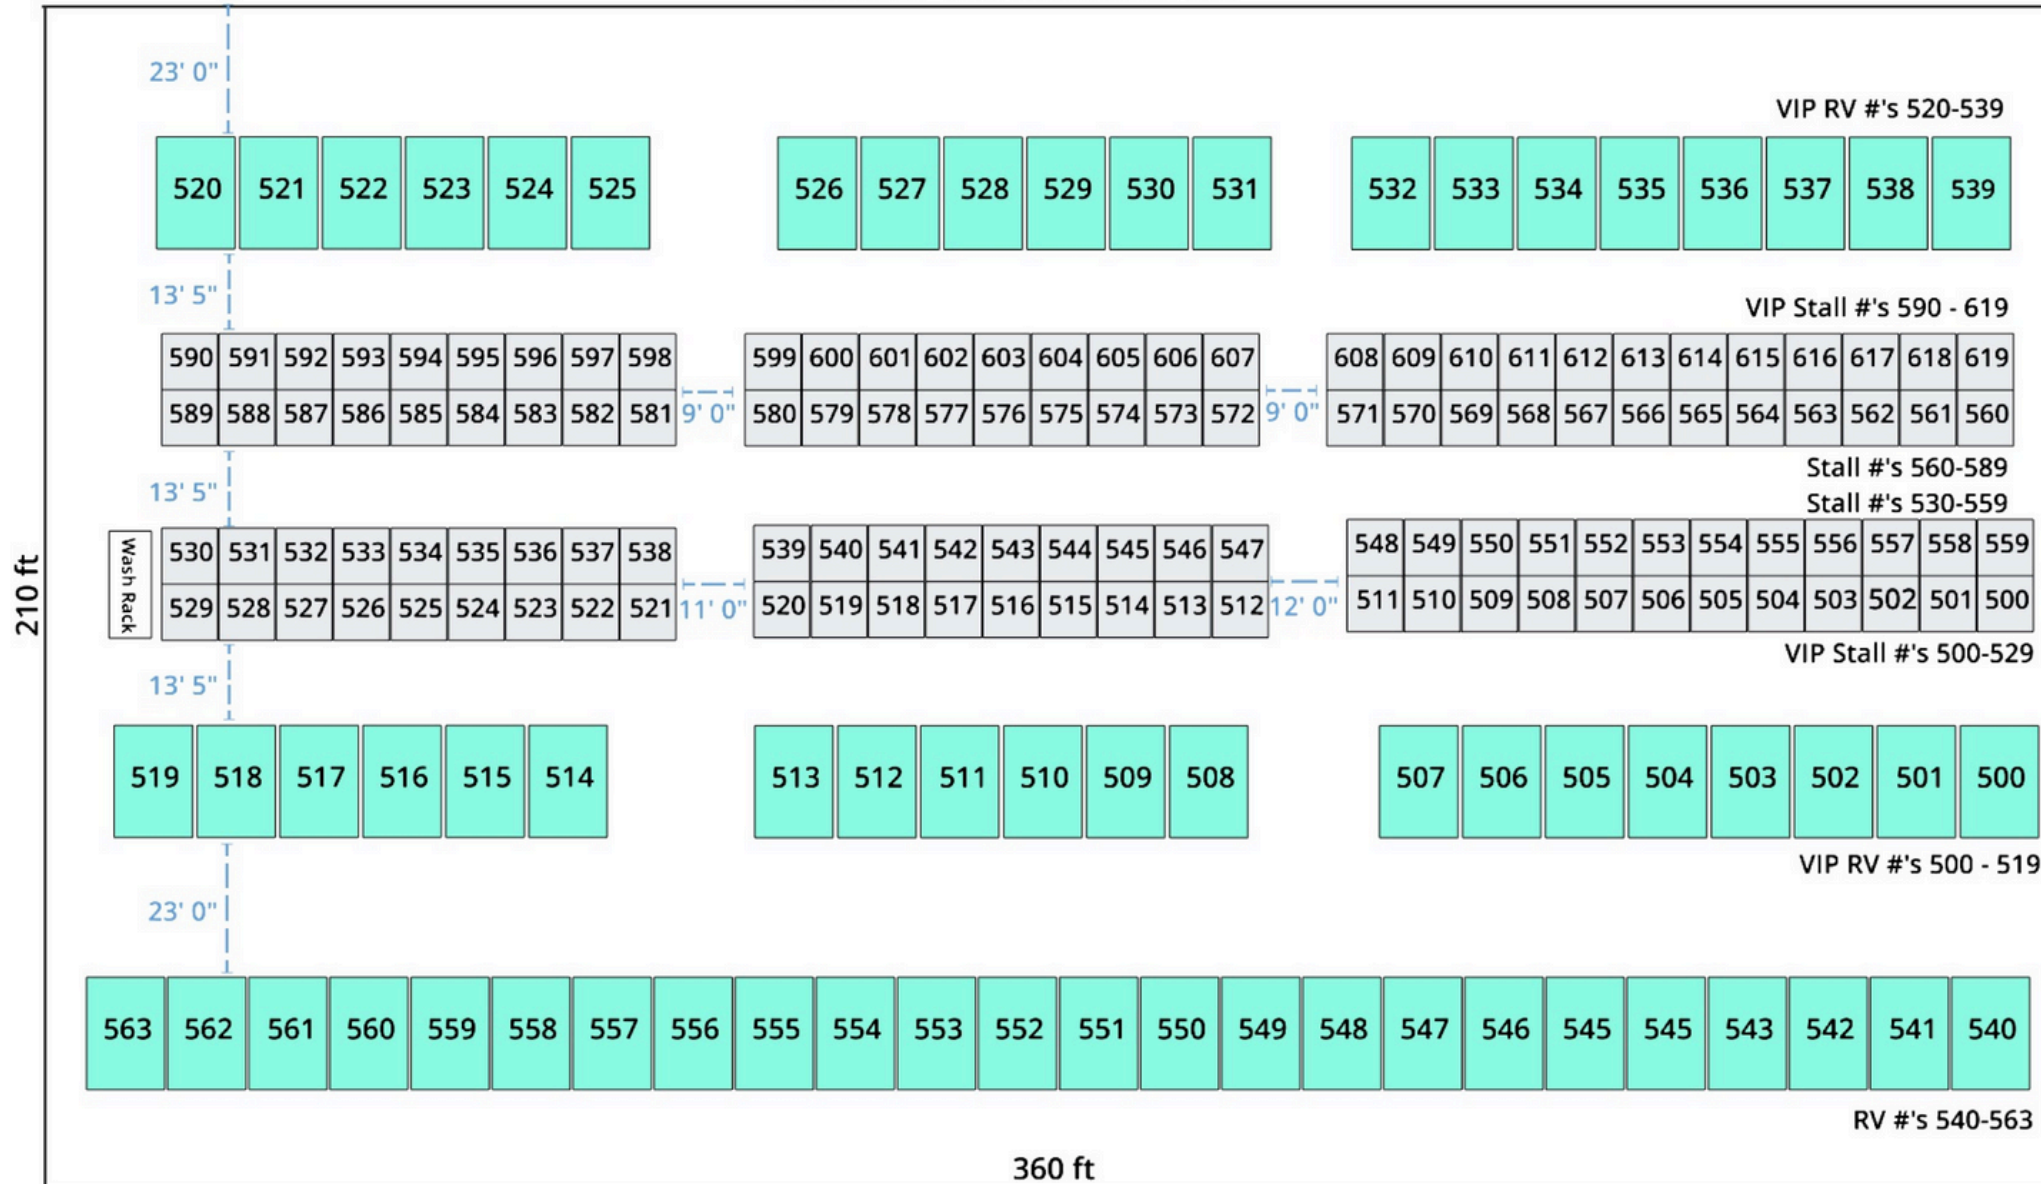 23' 0"
VIP RV #'s 520-539
520 521 522 523 524 525 526 527 528 529 530 531 532 533 534 535 536 537 538 539
13' 5"
VIP Stall #'s 590 - 619
590 591 592 593 594 595 596 597 598 599 600 601 602 603 604 605 606 607 608 609 610 611 612 613 614 615 616 617 618 619
9' 0" 9' 0"
589 588 587 586 585 584 583 582 581 580 579 578 577 576 575 574 573 572 571 570 569 568 567 566 565 564 563 562 561 560
Stall #'s 560-589
13' 5"
Stall #'s 530-559
530 531 532 533 534 535 536 537 538 539 540 541 542 543 544 545 546 547 548 549 550 551 552 553 554 555 556 557 558 559
Wash Rack
210 ft
11' 0" 12' 0"
529 528 527 526 525 524 523 522 521 520 519 518 517 516 515 514 513 512 511 510 509 508 507 506 505 504 503 502 501 500
VIP Stall #'s 500-529
13' 5"
519 518 517 516 515 514 513 512 511 510 509 508 507 506 505 504 503 502 501 500
VIP RV #'s 500 - 519
23' 0"
563 562 561 560 559 558 557 556 555 554 553 552 551 550 549 548 547 546 545 545 543 542 541 540
RV #'s 540-563
360 ft